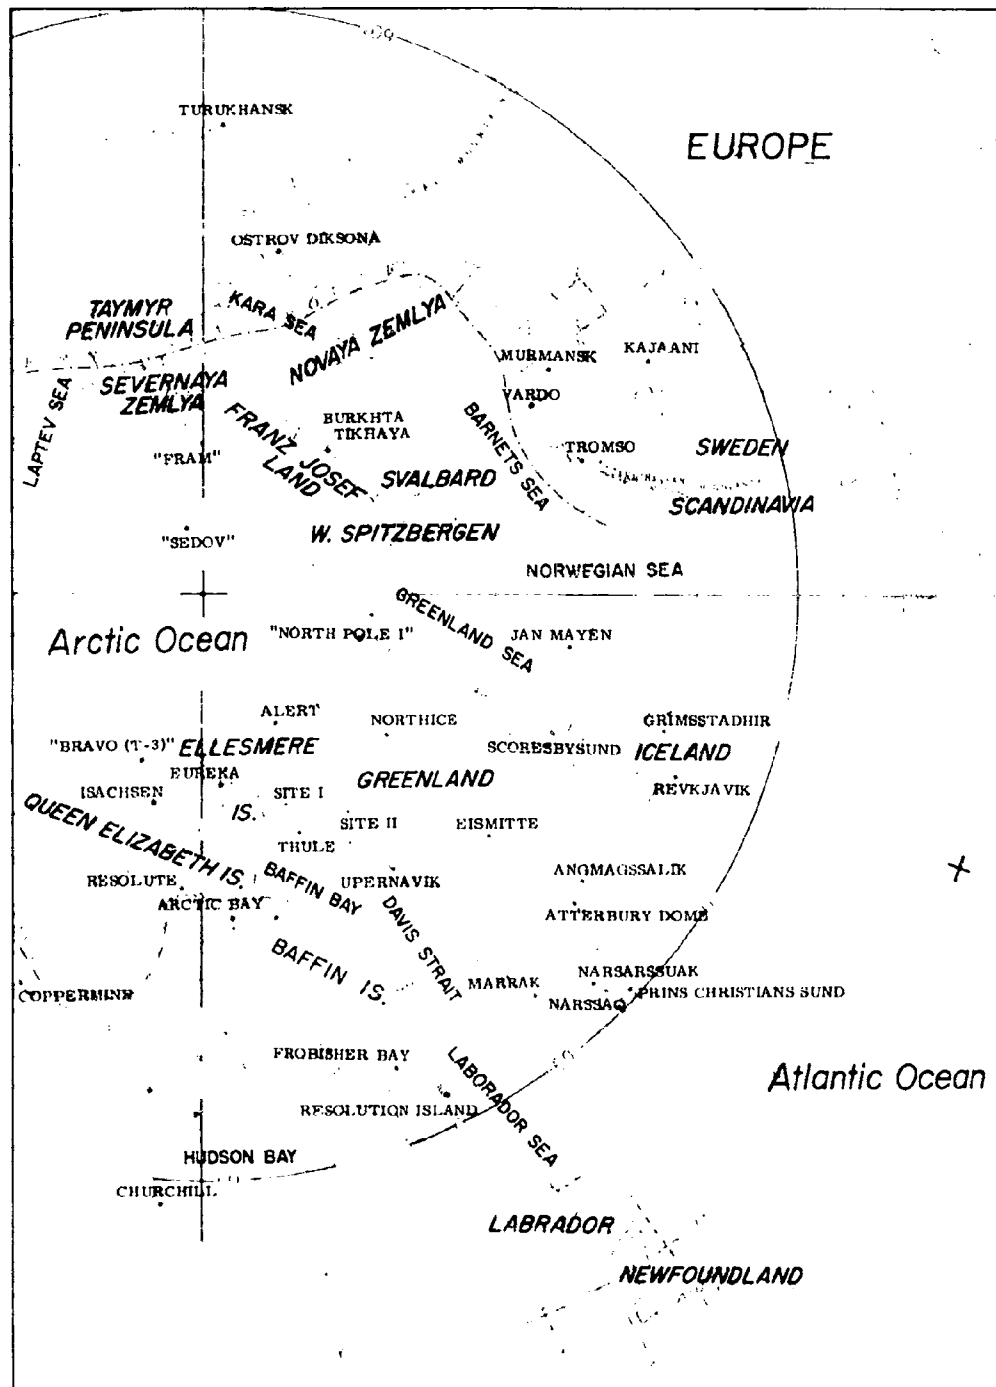 TURUKHANSK
EUROPE
OSTROV DIKSONA
TAYMYR
PENINSULA
KARA SEA
NOVAYA ZEMLYA
MURMANSK
KAJAANI
SEVERNAYA
ZEMLYA
LAPTEV SEA
VARDO
FRANZ JOSEF
LAND
BURKHTA
TIKHAYA
BARNETS SEA
TROMSO
SWEDEN
"FRAM"
SVALBARD
SCANDINAVIA
"SEDOV"
W. SPITZBERGEN
NORWEGIAN SEA
GREENLAND SEA
Arctic Ocean
"NORTH POLE I"
JAN MAYEN
ALERT
NORTHICE
GRIMSSTADHIR
"BRAVO (T-3)"
ELLESMERE
IS.
SCORESBYSUND
ICELAND
EUREKA
GREENLAND
ISACHSEN
SITE I
REVKJAVIK
QUEEN ELIZABETH IS.
SITE II
EISMITTE
THULE
BAFFIN BAY
RESOLUTE
UPERNAVIK
ANGMAGSSALIK
ARCTIC BAY
DAVIS STRAIT
ATTERBURY DOME
BAFFIN IS.
COPPERMINE
MARRAK
NARSARSSUAK
PRINS CHRISTIANS SUND
NARSSAQ
FROBISHER BAY
LABORADOR SEA
Atlantic Ocean
RESOLUTION ISLAND
HUDSON BAY
CHURCHILL
LABRADOR
NEWFOUNDLAND